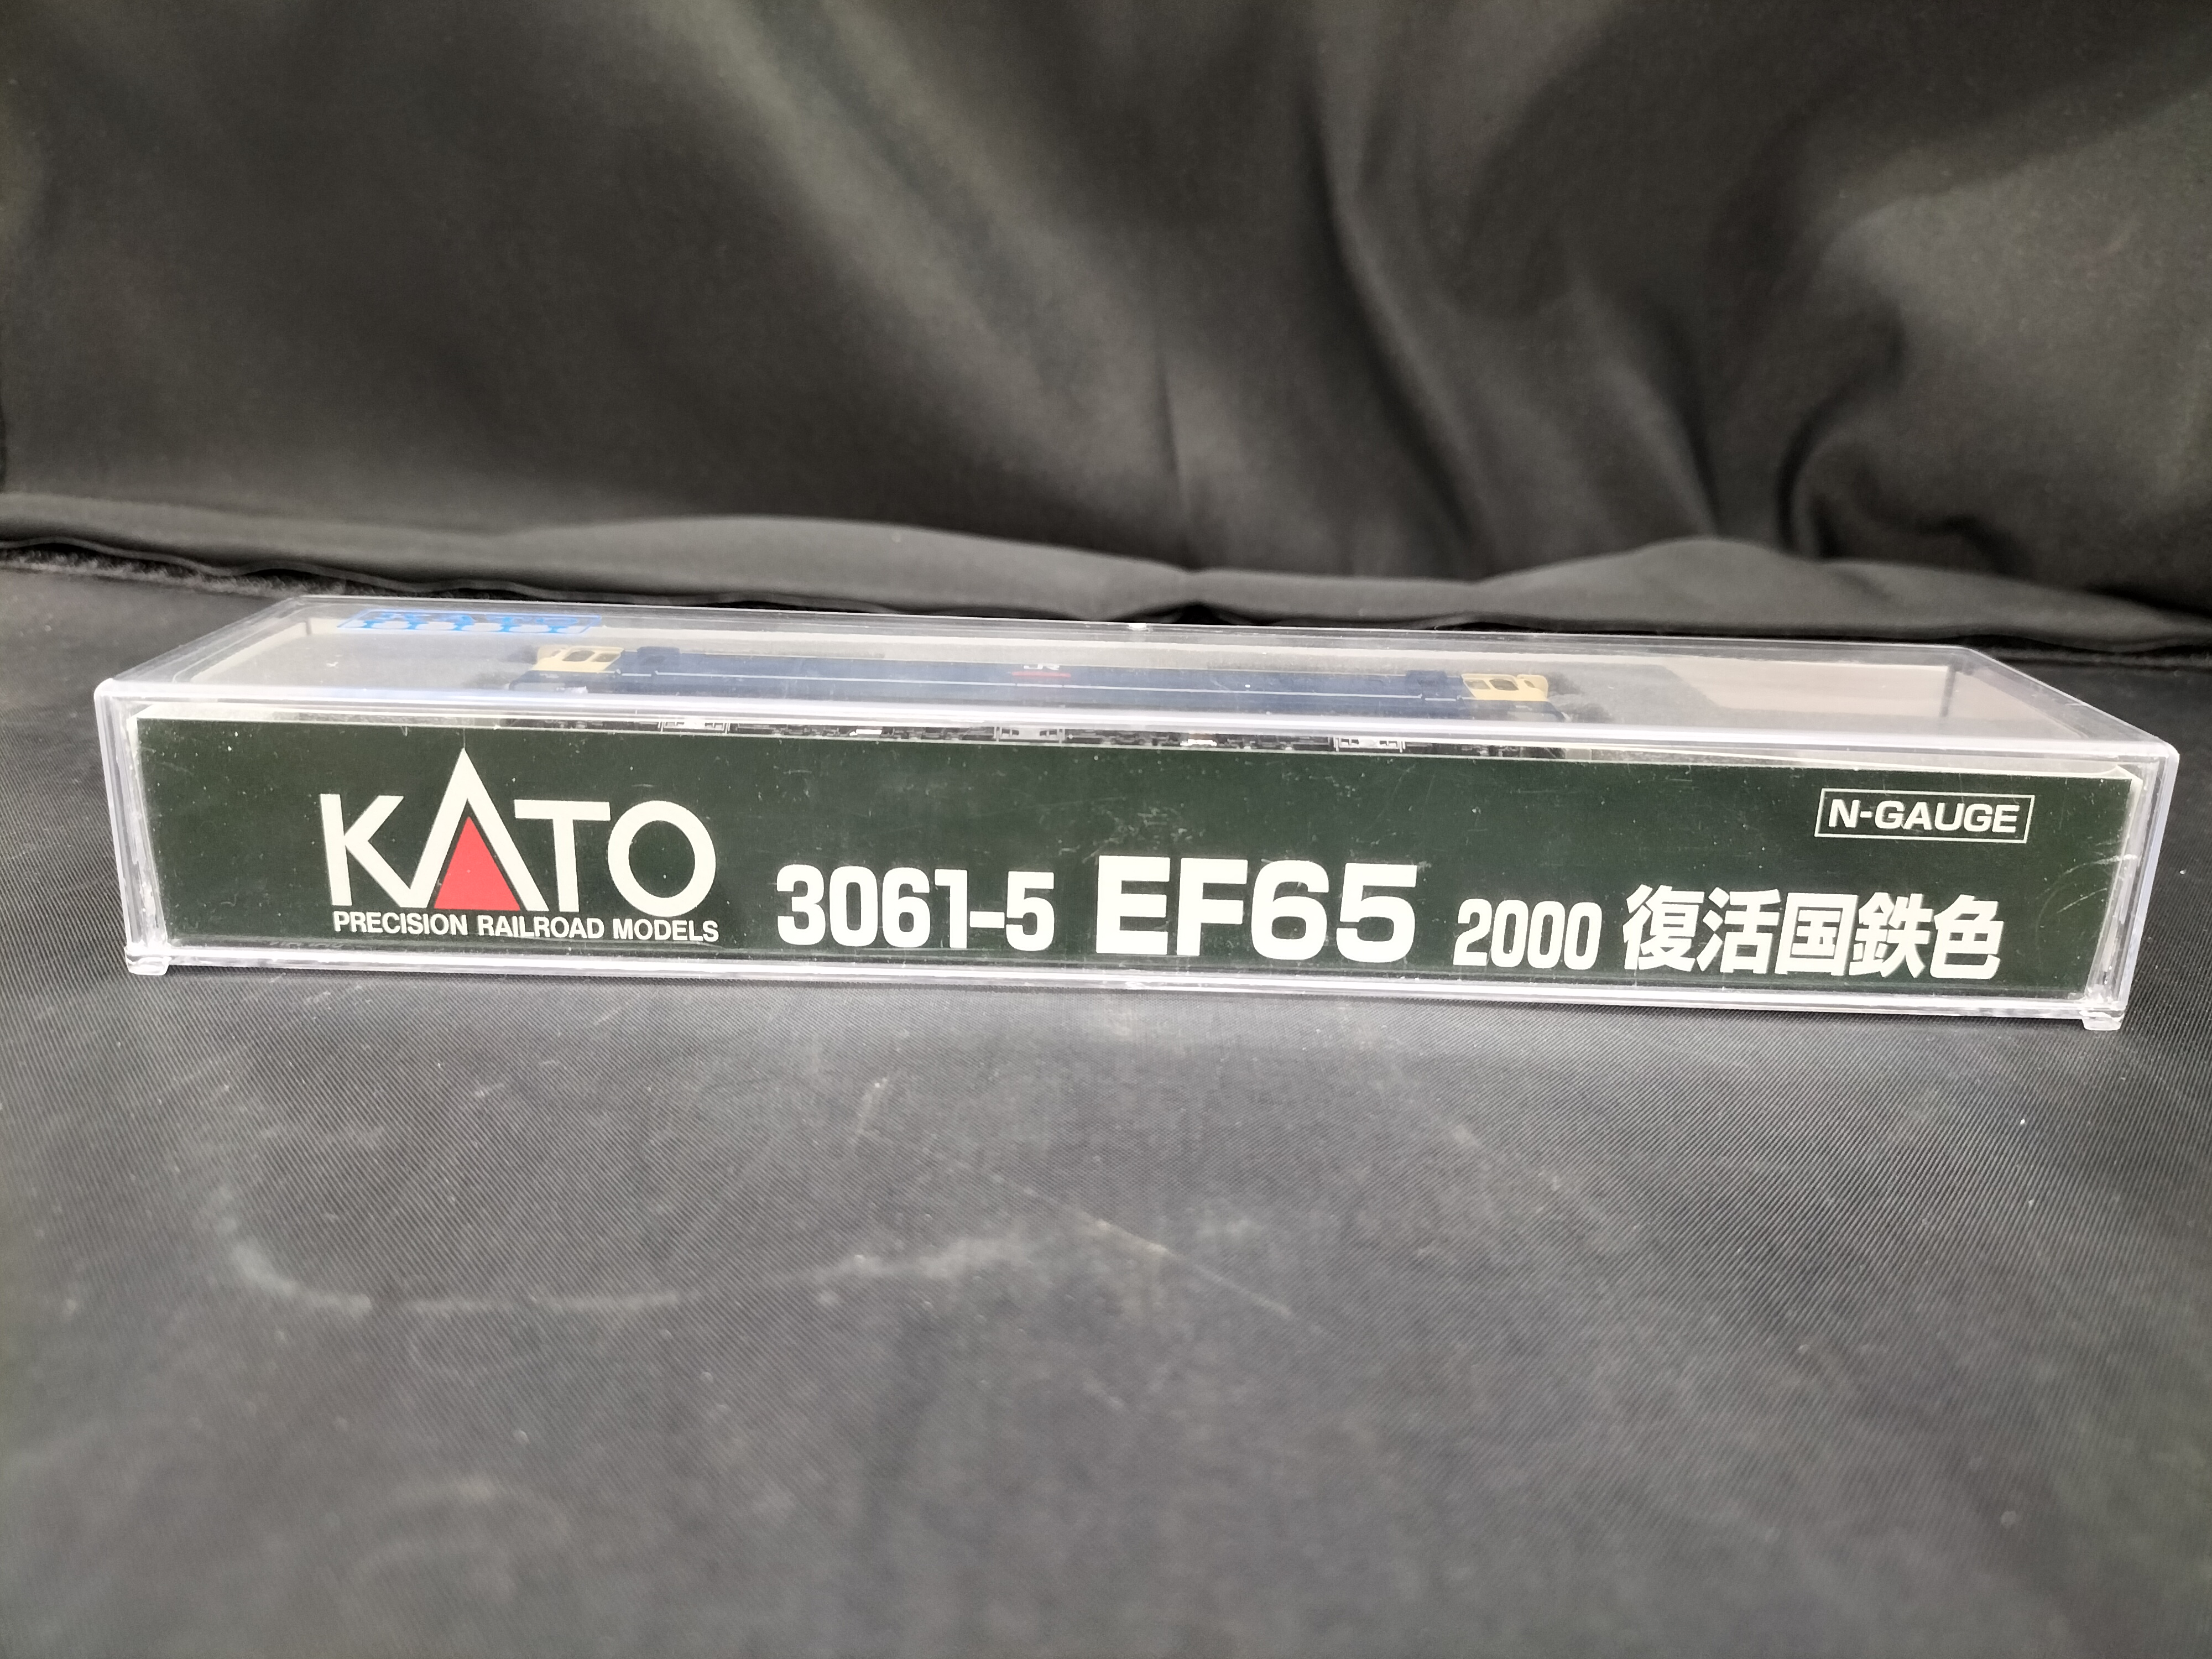 KATO
PRECISION RAILROAD MODELS
3061-5 EF65 2000 復活国鉄色
N-GAUGE